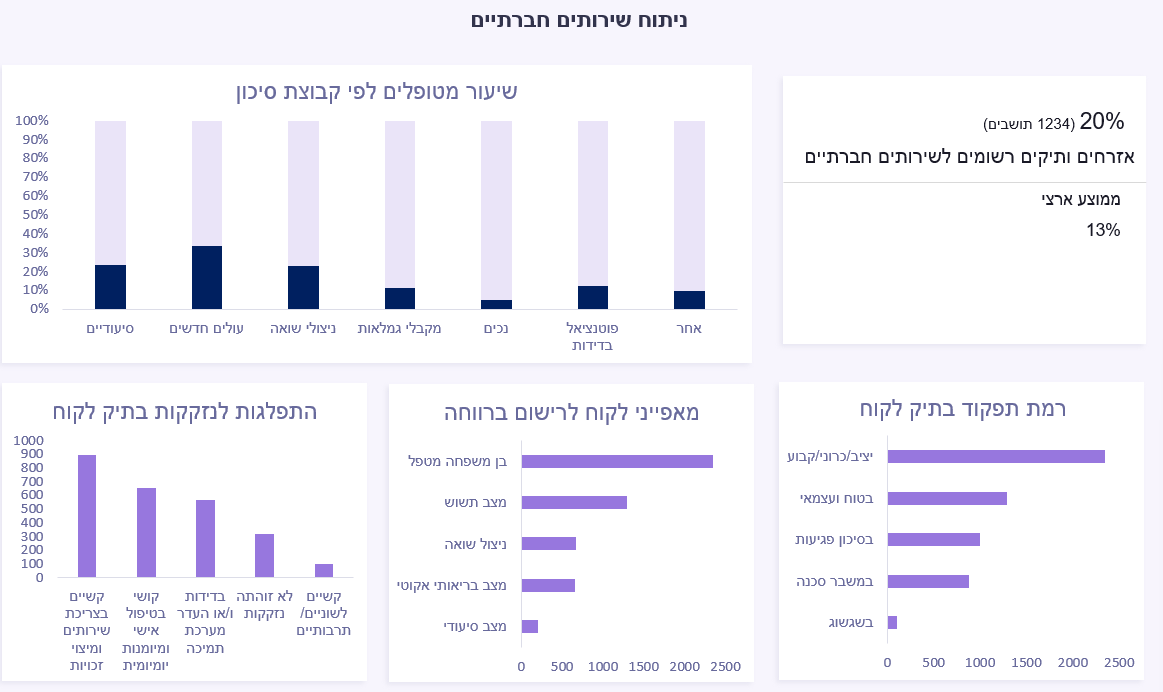 ניתוח שירותים חברתיים
20% (1234 תושבים)
אזרחים ותיקים רשומים לשירותים חברתיים
ממוצע ארצי
13%
שיעור מטופלים לפי קבוצת סיכון
100%
90%
80%
70%
60%
50%
40%
30%
20%
10%
0%
סיעודיים
עולים חדשים
ניצולי שואה
מקבלי גמלאות
נכים
פוטנציאל
בדידות
אחר
רמת תפקוד בתיק לקוח
יציב/כרוני/קבוע
בטוח ועצמאי
בסיכון פגיעות
במשבר סכנה
בשגשוג
0 500 1000 1500 2000 2500
מאפייני לקוח לרישום ברווחה
בן משפחה מטפל
מצב תשוש
ניצול שואה
מצב בריאותי אקוטי
מצב סיעודי
0 500 1000 1500 2000 2500
התפלגות לנזקקות בתיק לקוח
1000
900
800
700
600
500
400
300
200
100
0
קשיים
בצריכת
שירותים
ומיצוי
זכויות
קושי
בטיפול
אישי
ומיומנות
יומיומית
בדידות
ו/או העדר
מערכת
תמיכה
לא זוהתה
נזקקות
קשיים
לשוניים/
תרבותיים